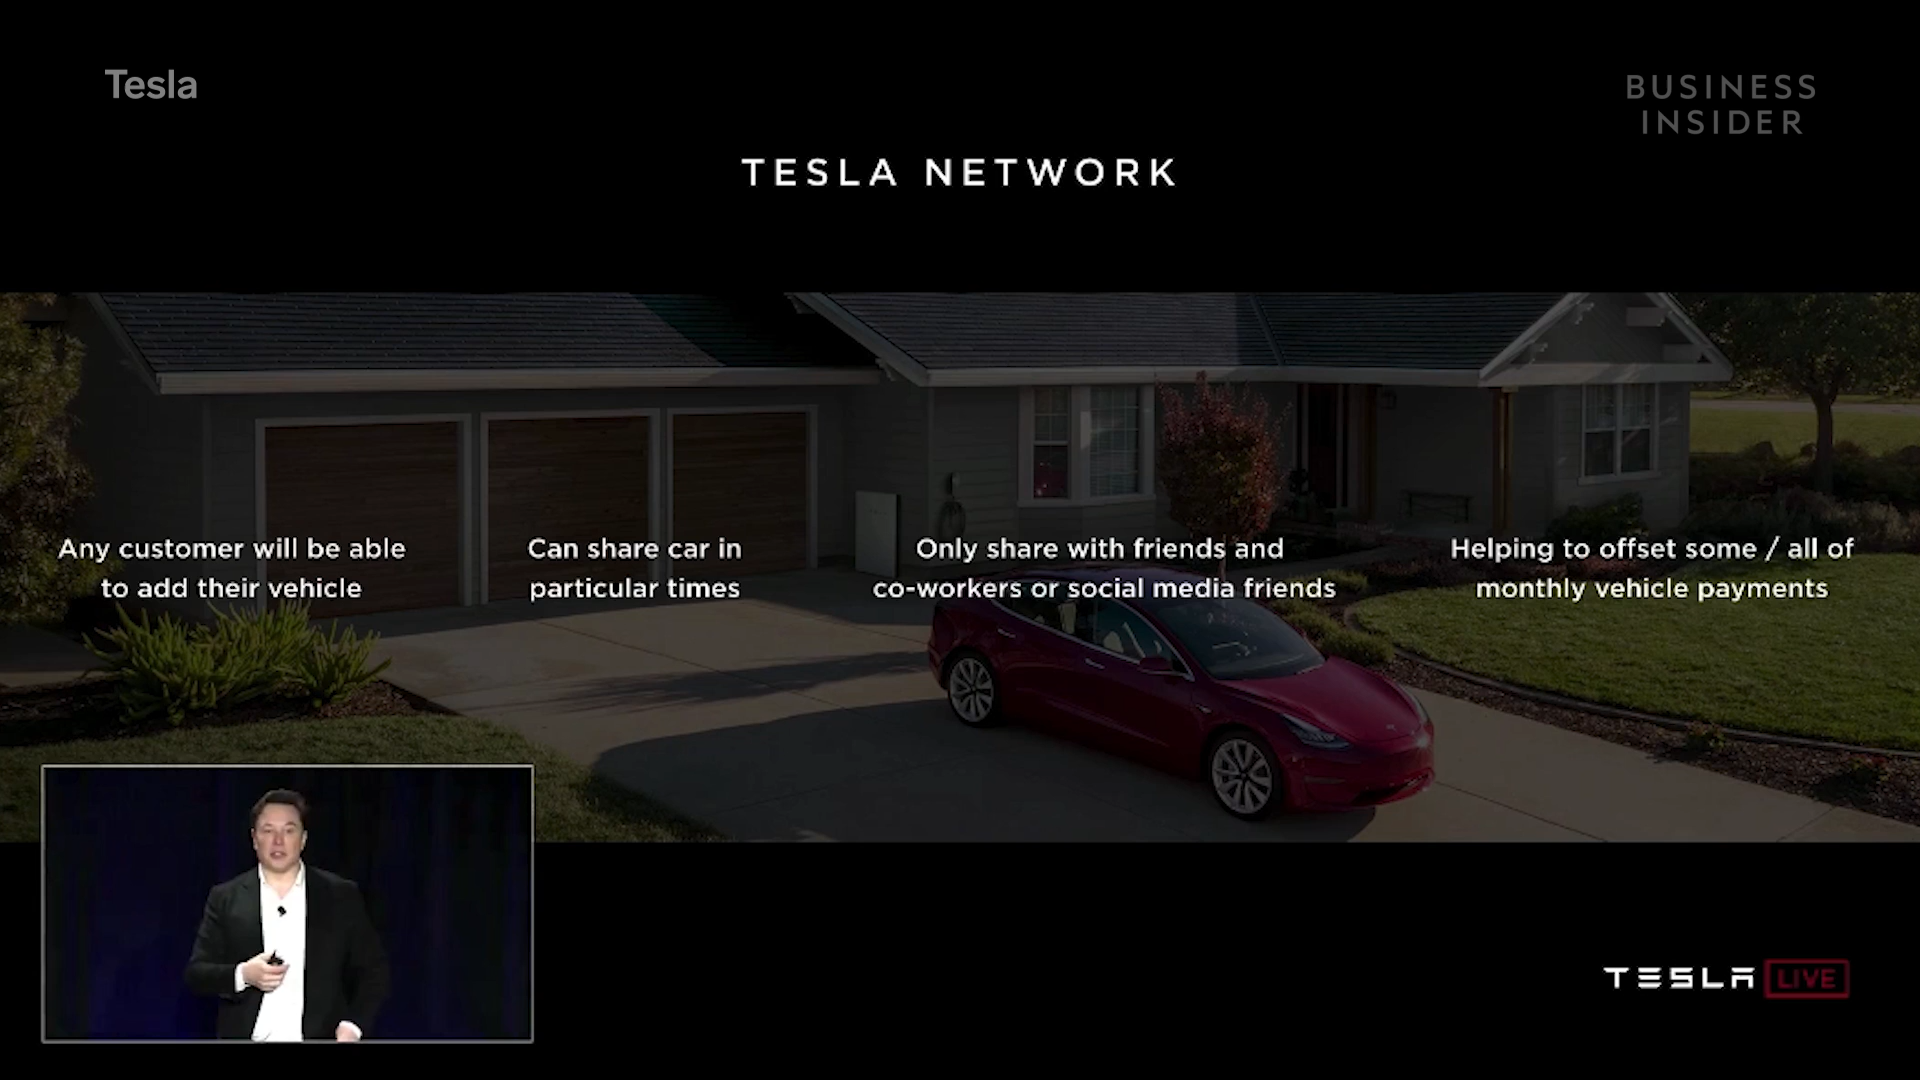 Tesla
BUSINESS
INSIDER
TESLA NETWORK
Any customer will be able
to add their vehicle
Can share car in
particular times
Only share with friends and
co-workers or social media friends
Helping to offset some / all of
monthly vehicle payments
TESLA LIVE